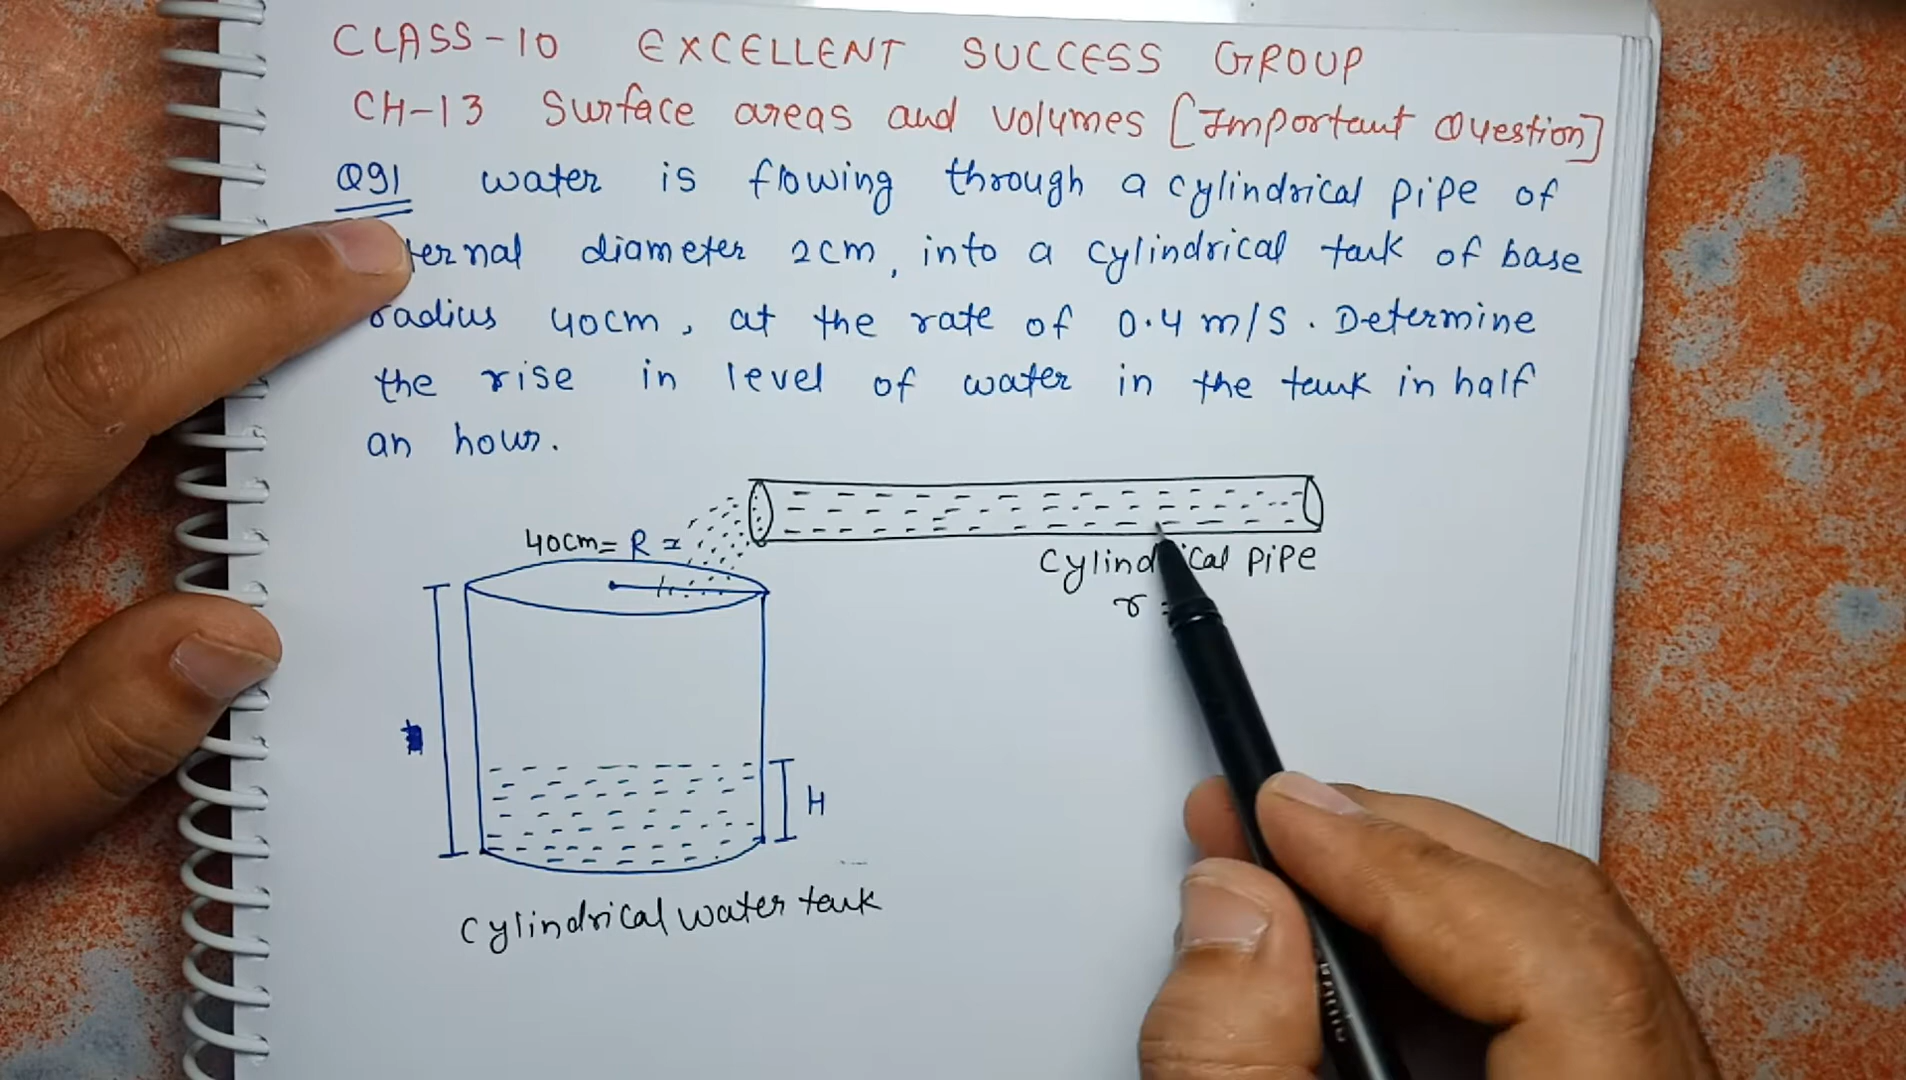 CLASS-10 EXCELLENT SUCCESS GROUP
CH-13 Surface areas and volumes [Important Question]
Q91 water is flowing through a cylindrical pipe of
ternal diameter 2cm, into a cylindrical tank of base
radius 40cm, at the rate of 0.4 m/s. Determine
the rise in level of water in the tank in half
an hour.
40cm = R =
Cylindrical pipe
r =
H
Cylindrical water tank